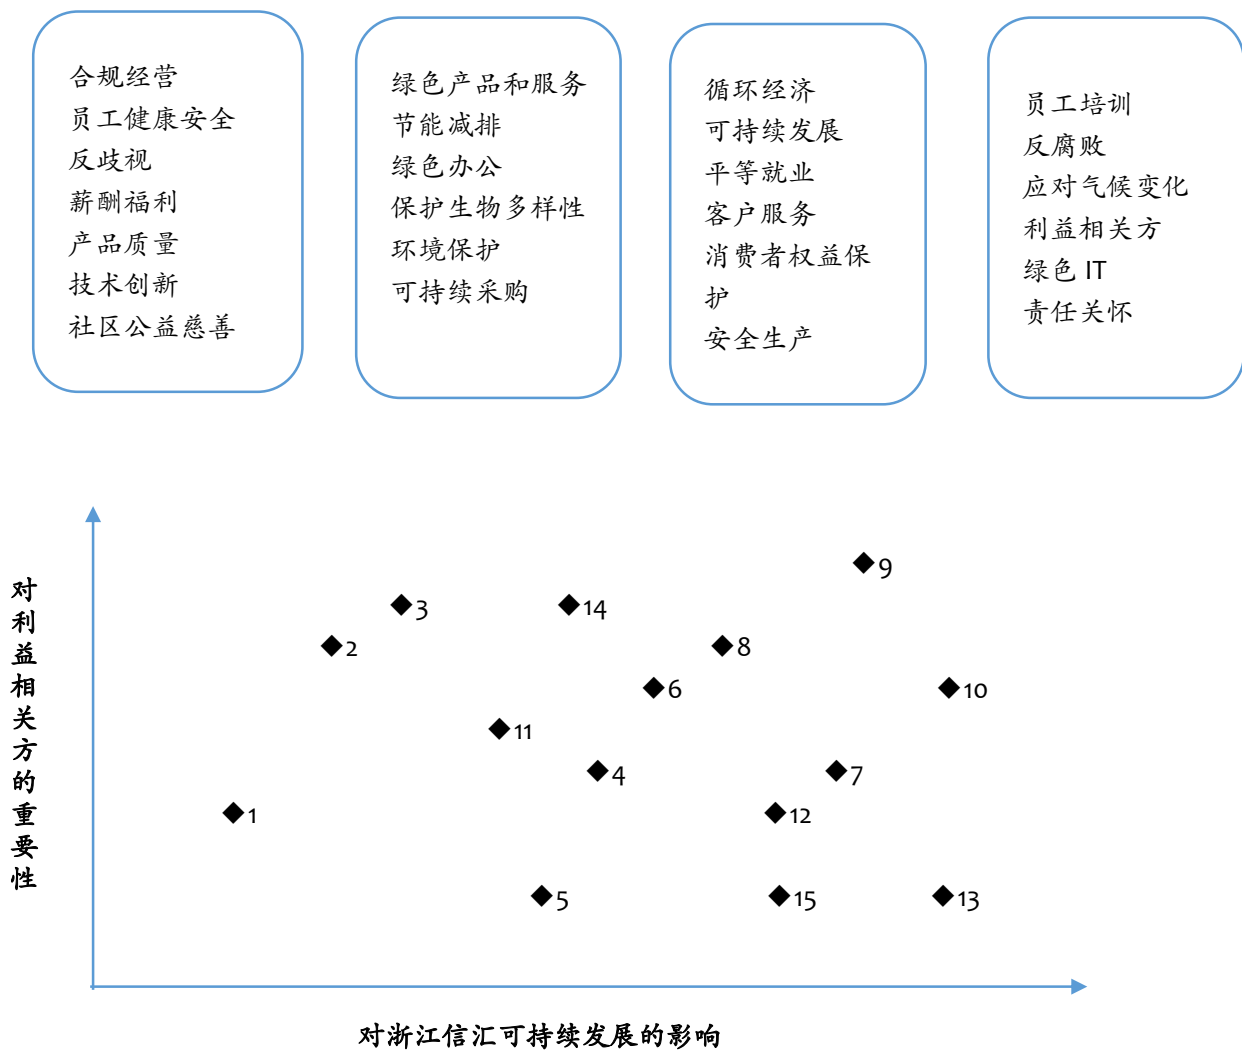 合规经营
员工健康安全
反歧视
薪酬福利
产品质量
技术创新
社区公益慈善
绿色产品和服务
节能减排
绿色办公
保护生物多样性
环境保护
可持续采购
循环经济
可持续发展
平等就业
客户服务
消费者权益保
护
安全生产
员工培训
反腐败
应对气候变化
利益相关方
绿色 IT
责任关怀
对利益相关方的重要性
9
3
14
2
8
6
10
11
4
7
1
12
5
15
13
对浙江信汇可持续发展的影响